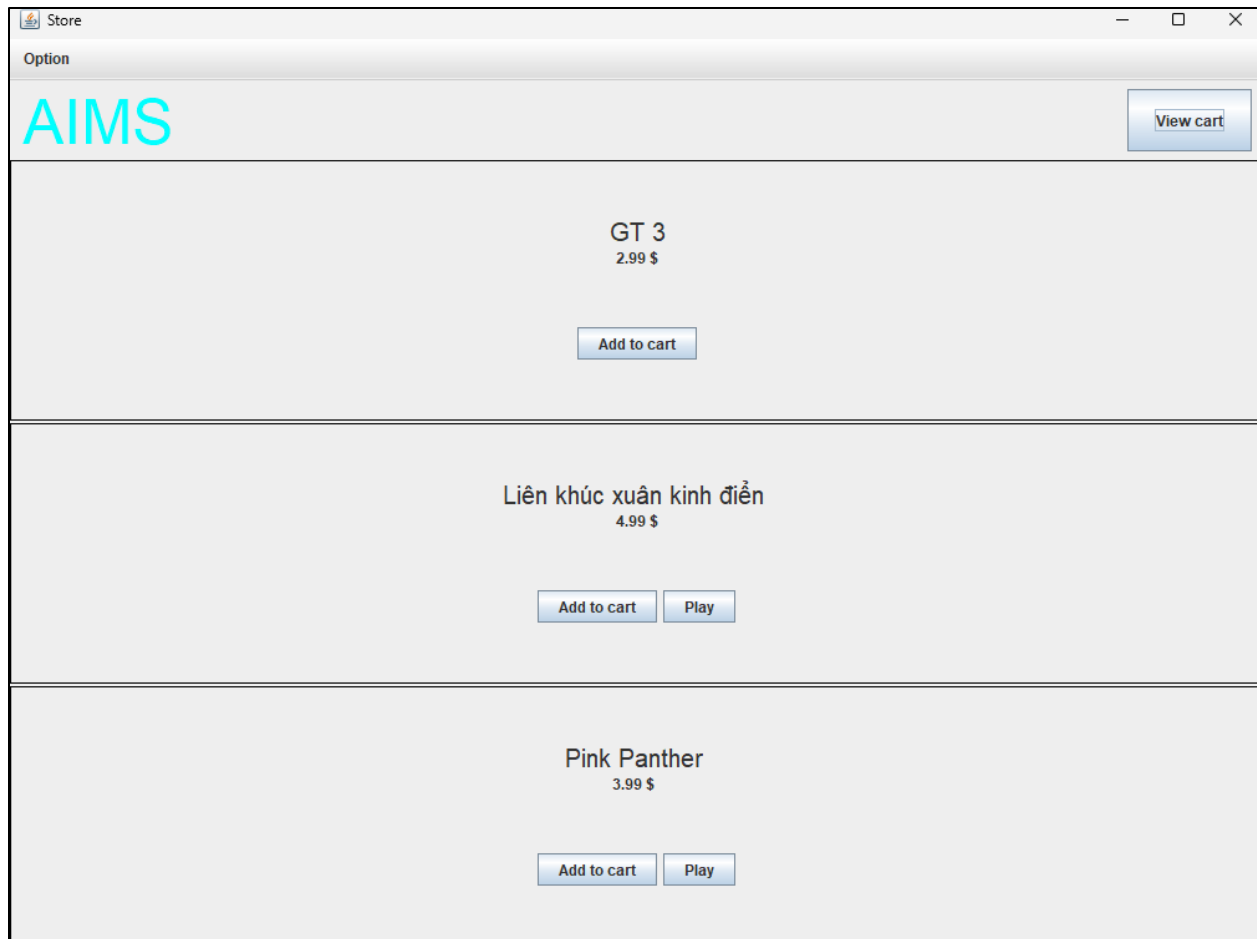 Store
Option
AIMS
View cart
GT 3
2.99 $
Add to cart
Liên khúc xuân kinh điển
4.99 $
Add to cart Play
Pink Panther
3.99 $
Add to cart Play